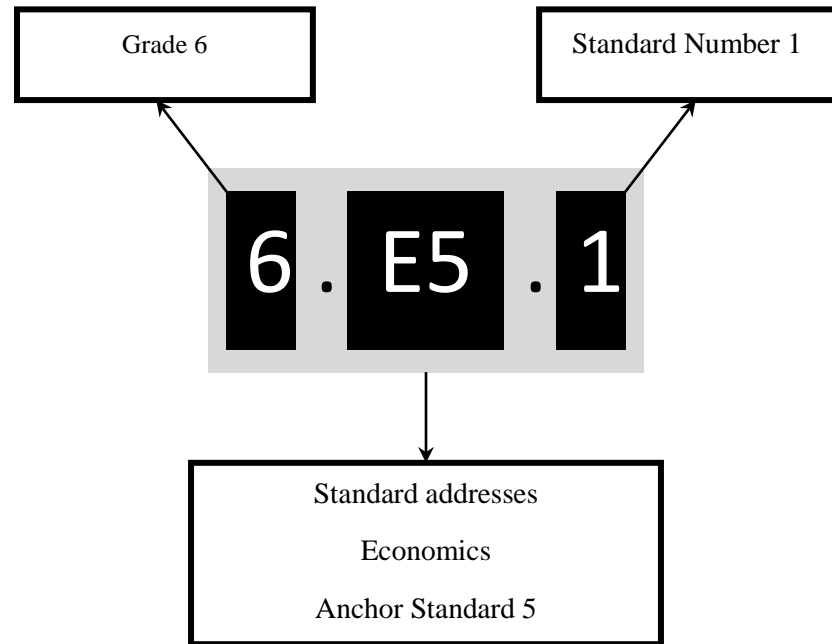 Grade 6
Standard Number 1
6 . E5 . 1
Standard addresses
Economics
Anchor Standard 5